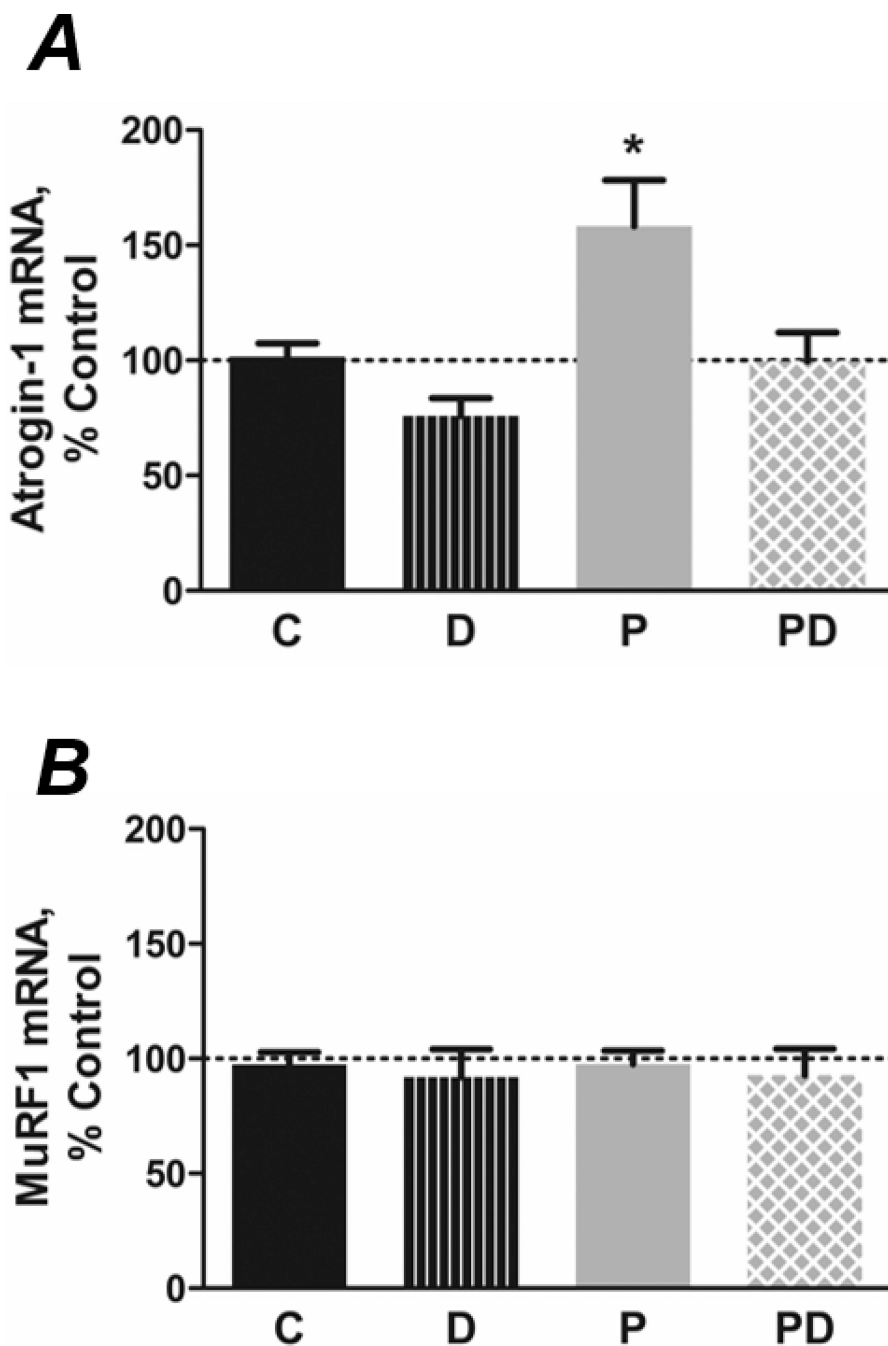 A
Atrogin-1 mRNA,
% Control
200
150
100
50
0
*
C D P PD
B
MuRF1 mRNA,
% Control
200
150
100
50
0
C D P PD